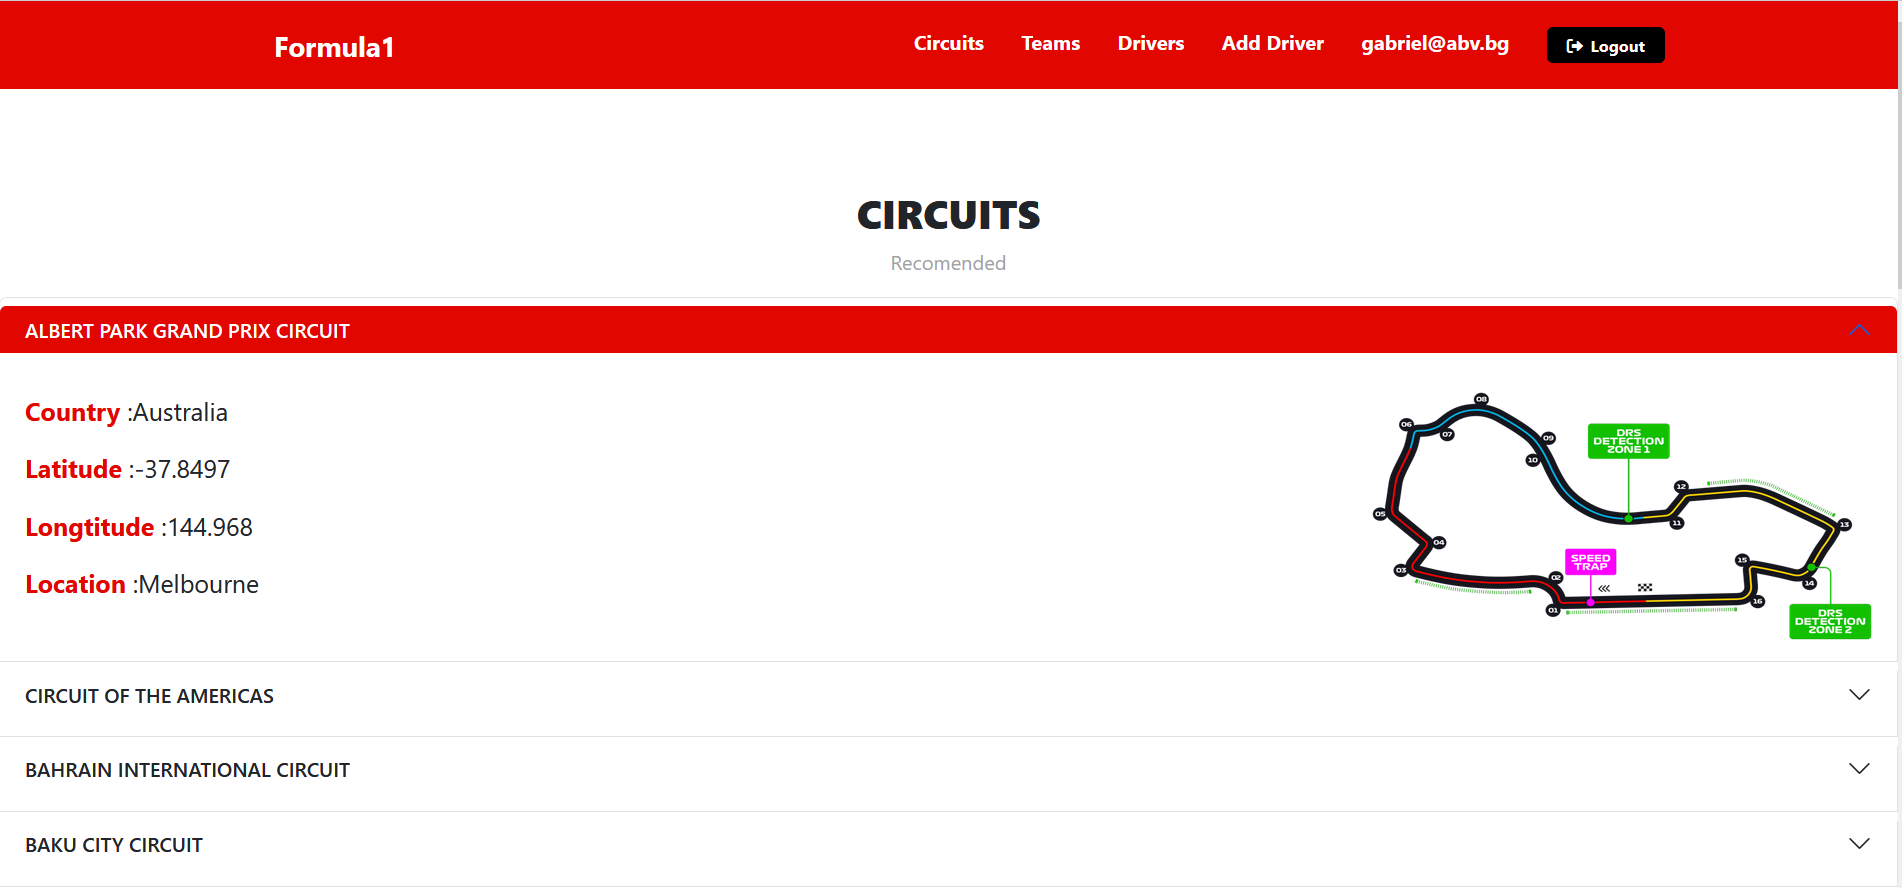 Formula1
Circuits Teams Drivers Add Driver gabriel@abv.bg Logout
CIRCUITS
Recomended
ALBERT PARK GRAND PRIX CIRCUIT
Country :Australia
Latitude :-37.8497
Longtitude :144.968
Location :Melbourne
08
06
07
09
10
DRS
DETECTION
ZONE 1
12
05
11
13
04
03
02
SPEED
TRAP
15
14
01
16
DRS
DETECTION
ZONE 2
CIRCUIT OF THE AMERICAS
BAHRAIN INTERNATIONAL CIRCUIT
BAKU CITY CIRCUIT